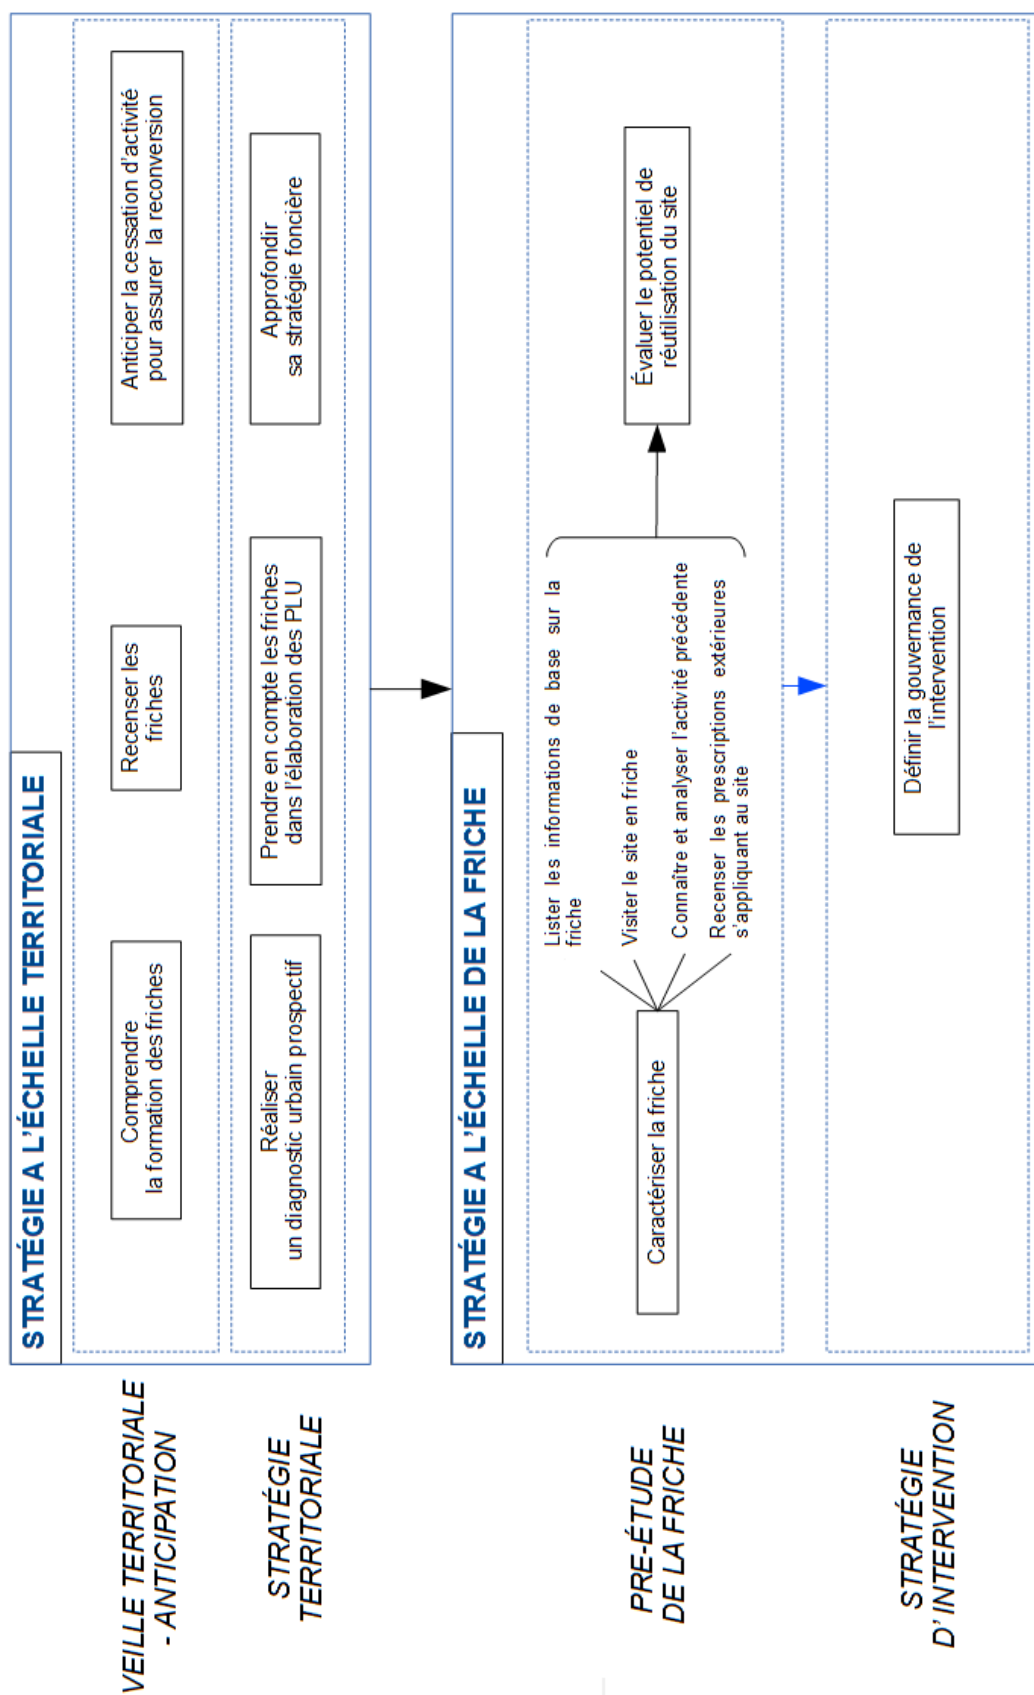 STRATÉGIE A L'ÉCHELLE TERRITORIALE
VEILLE TERRITORIALE
- ANTICIPATION
Comprendre
la formation des friches
Recenser les
friches
Anticiper la cessation d'activité
pour assurer la reconversion
STRATÉGIE
TERRITORIALE
Réaliser
un diagnostic urbain prospectif
Prendre en compte les friches
dans l'élaboration des PLU
Approfondir
sa stratégie foncière
STRATÉGIE A L'ÉCHELLE DE LA FRICHE
PRE-ÉTUDE
DE LA FRICHE
Caractériser la friche
Lister les informations de base sur la
friche
Visiter le site en friche
Connaître et analyser l'activité précédente
Recenser les prescriptions extérieures
s'appliquant au site
Évaluer le potentiel de
réutilisation du site
STRATÉGIE
D' INTERVENTION
Définir la gouvernance de
l'intervention